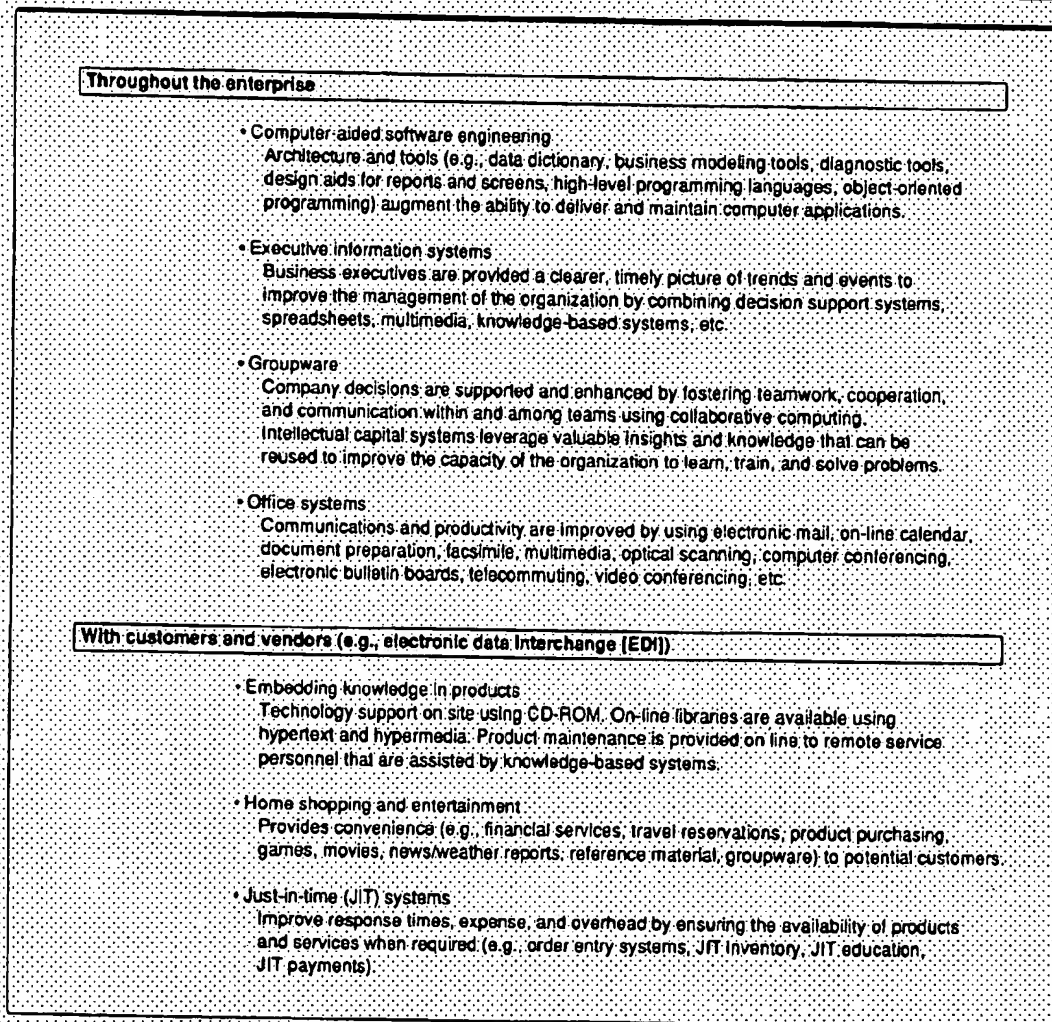 Throughout the enterprise
• Computer-aided software engineering
Architecture and tools (e.g., data dictionary, business modeling tools, diagnostic tools,
design aids for reports and screens, high-level programming languages, object-oriented
programming) augment the ability to deliver and maintain computer applications.
• Executive information systems
Business executives are provided a clearer, timely picture of trends and events to
improve the management of the organization by combining decision support systems,
spreadsheets, multimedia, knowledge-based systems, etc.
• Groupware
Company decisions are supported and enhanced by fostering teamwork, cooperation,
and communication within and among teams using collaborative computing.
Intellectual capital systems leverage valuable insights and knowledge that can be
reused to improve the capacity of the organization to learn, train, and solve problems.
• Office systems
Communications and productivity are improved by using electronic mail, on-line calendar,
document preparation, facsimile, multimedia, optical scanning, computer conferencing,
electronic bulletin boards, telecommuting, video conferencing, etc.
With customers and vendors (e.g., electronic data interchange [EDI])
• Embedding knowledge in products
Technology support on site using CD-ROM. On-line libraries are available using
hypertext and hypermedia. Product maintenance is provided on line to remote service
personnel that are assisted by knowledge-based systems.
• Home shopping and entertainment
Provides convenience (e.g., financial services, travel reservations, product purchasing,
games, movies, news/weather reports, reference material, groupware) to potential customers.
• Just-in-time (JIT) systems
Improve response times, expense, and overhead by ensuring the availability of products
and services when required (e.g., order entry systems, JIT inventory, JIT education,
JIT payments).